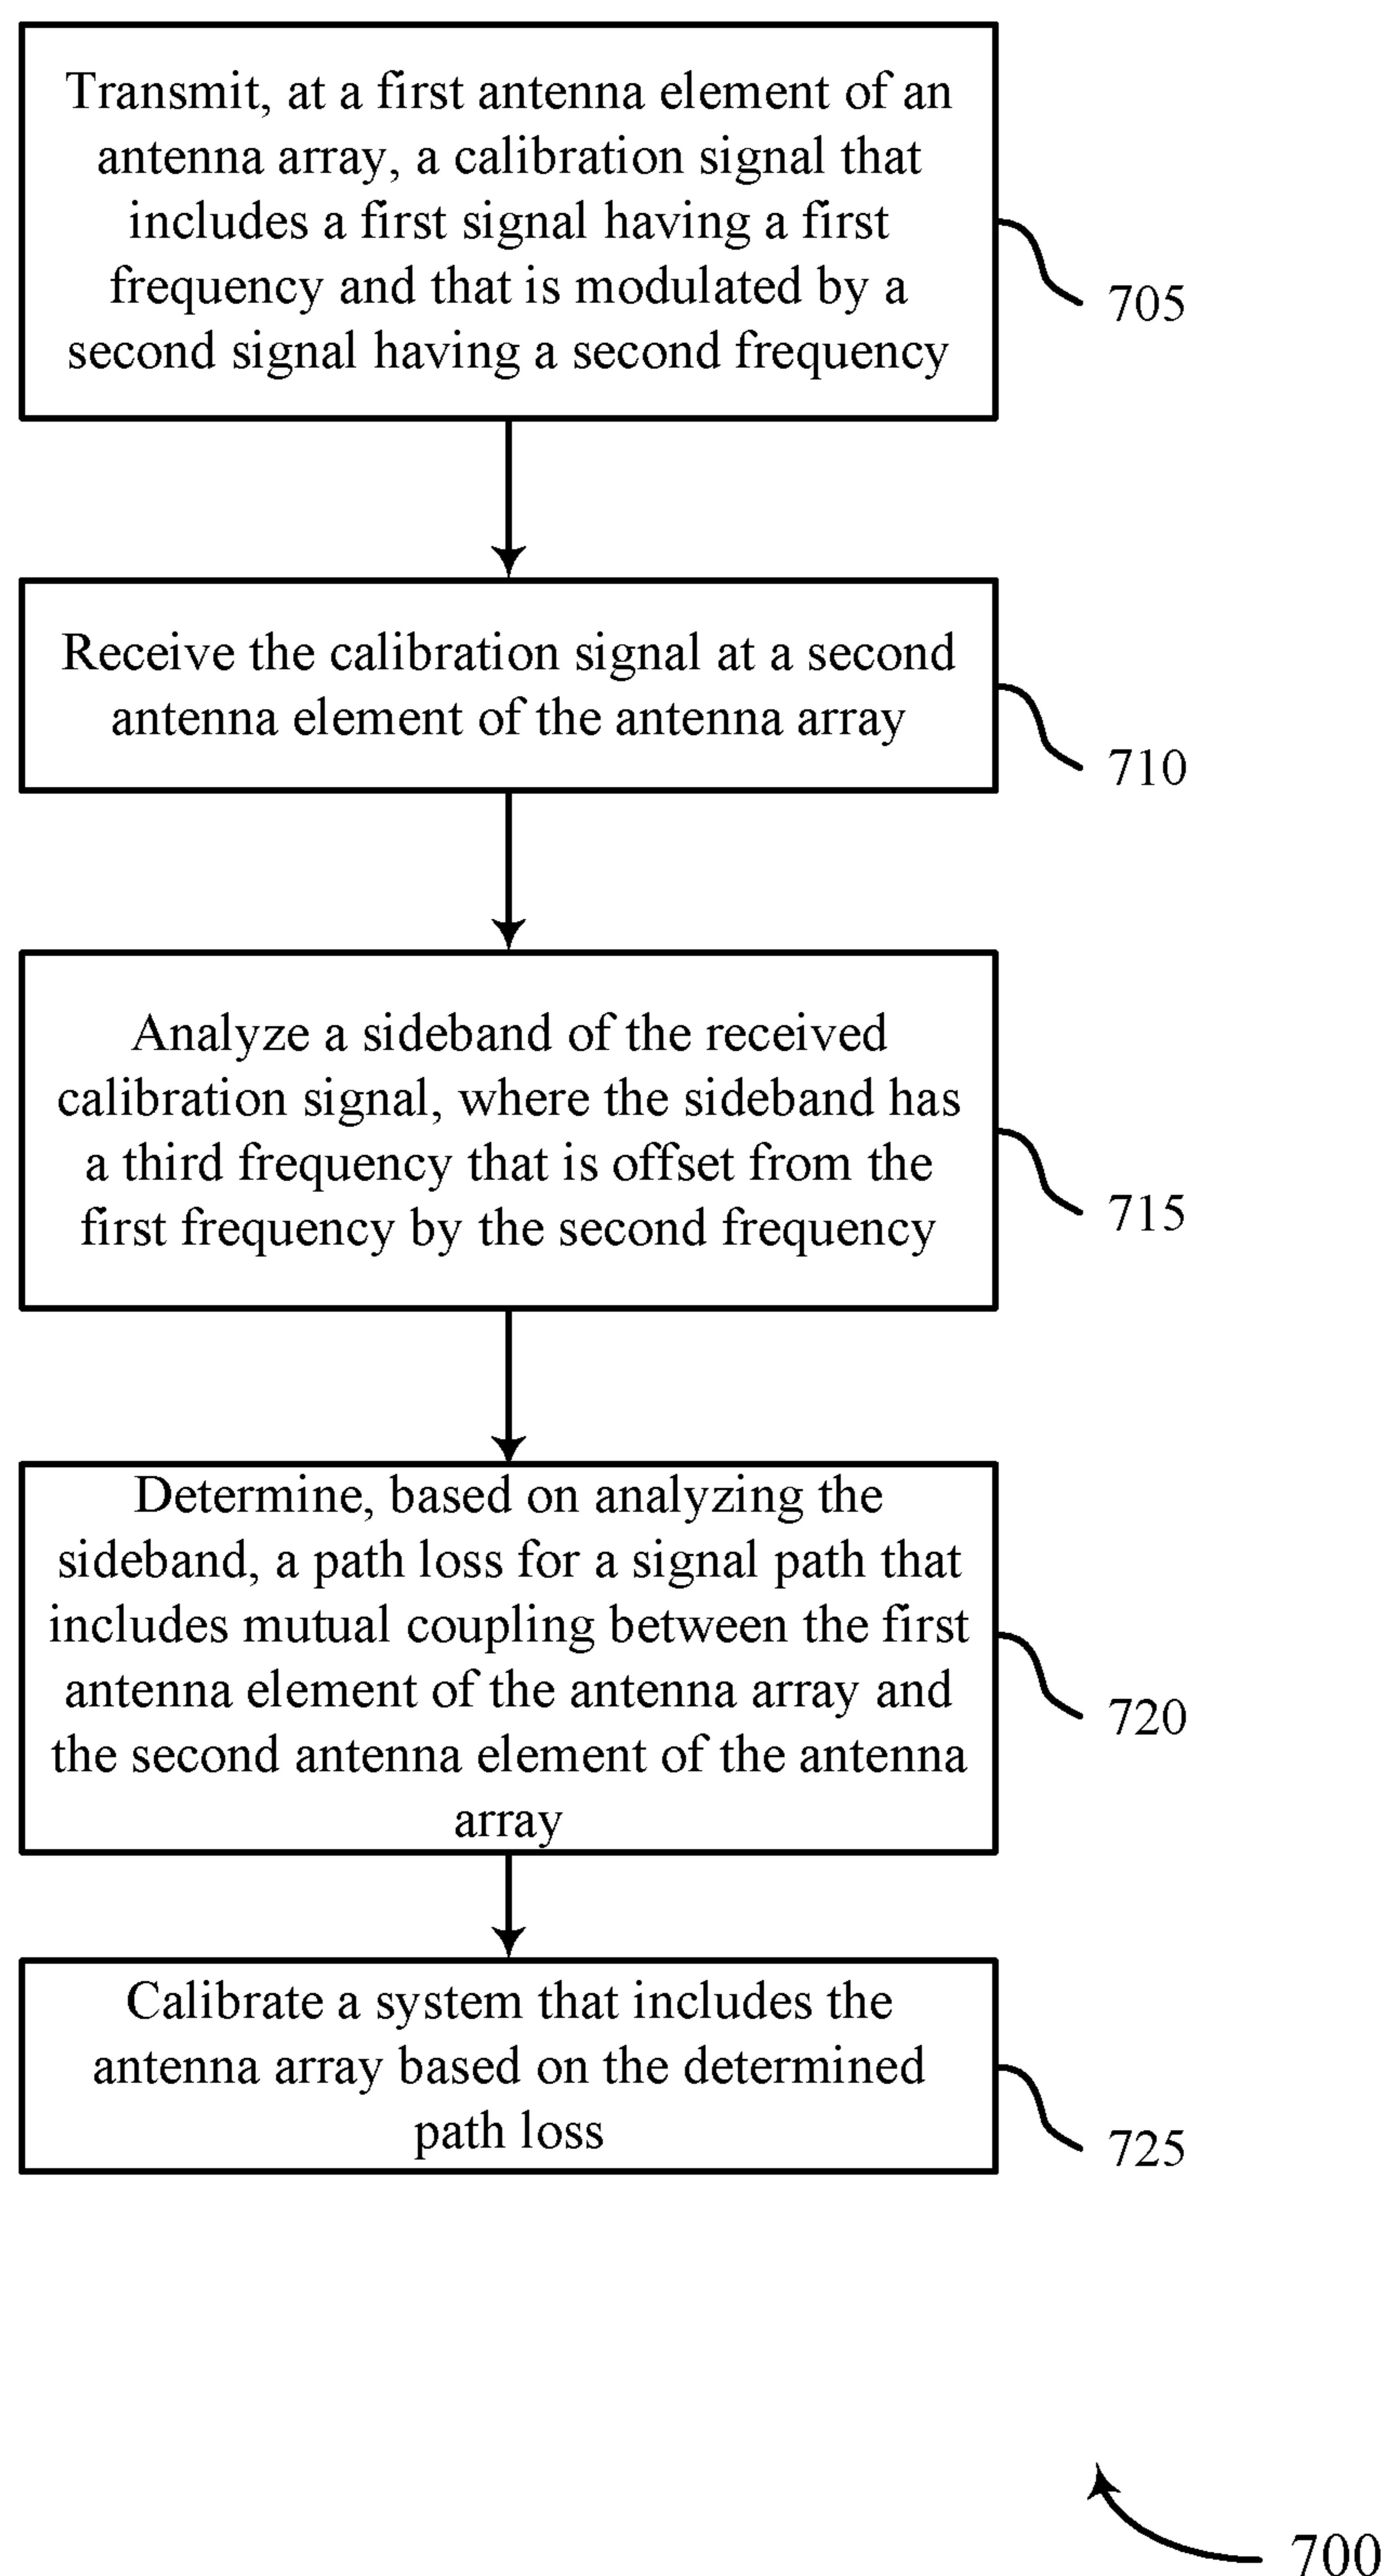 Transmit, at a first antenna element of an
antenna array, a calibration signal that
includes a first signal having a first
frequency and that is modulated by a
second signal having a second frequency
705
Receive the calibration signal at a second
antenna element of the antenna array
710
Analyze a sideband of the received
calibration signal, where the sideband has
a third frequency that is offset from the
first frequency by the second frequency
715
Determine, based on analyzing the
sideband, a path loss for a signal path that
includes mutual coupling between the first
antenna element of the antenna array and
the second antenna element of the antenna
array
720
Calibrate a system that includes the
antenna array based on the determined
path loss
725
700